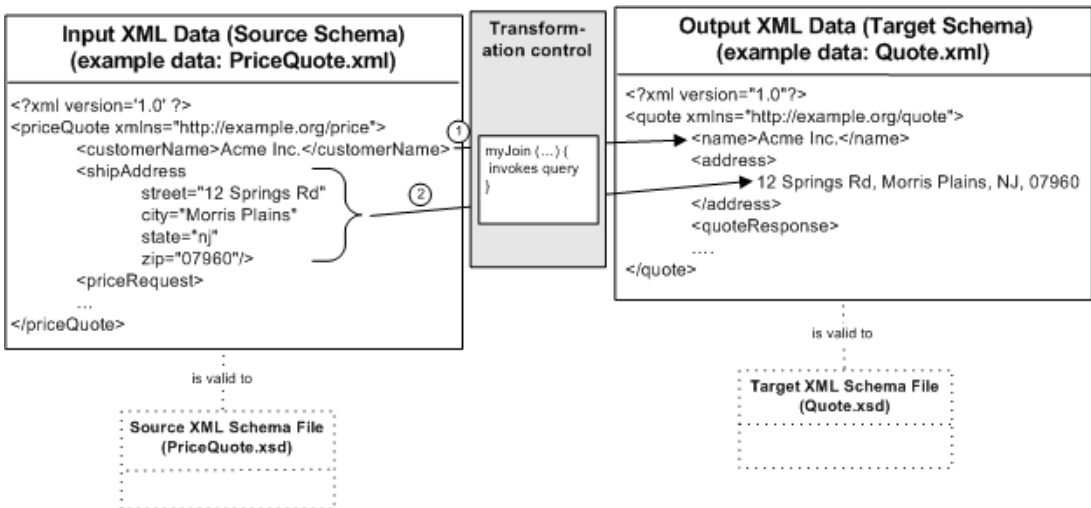 Input XML Data (Source Schema)
(example data: PriceQuote.xml)
<?xml version='1.0' ?>
<priceQuote xmlns="http://example.org/price">
<customerName>Acme Inc.</customerName>
<shipAddress
street="12 Springs Rd"
city="Morris Plains"
state="nj"
zip="07960"/>
<priceRequest>
...
</priceQuote>
1
2
Transform-
ation control
myJoin (...) {
invokes query
}
Output XML Data (Target Schema)
(example data: Quote.xml)
<?xml version="1.0"?>
<quote xmlns="http://example.org/quote">
<name>Acme Inc.</name>
<address>
12 Springs Rd, Morris Plains, NJ, 07960
</address>
<quoteResponse>
....
</quote>
is valid to
Source XML Schema File
(PriceQuote.xsd)
is valid to
Target XML Schema File
(Quote.xsd)